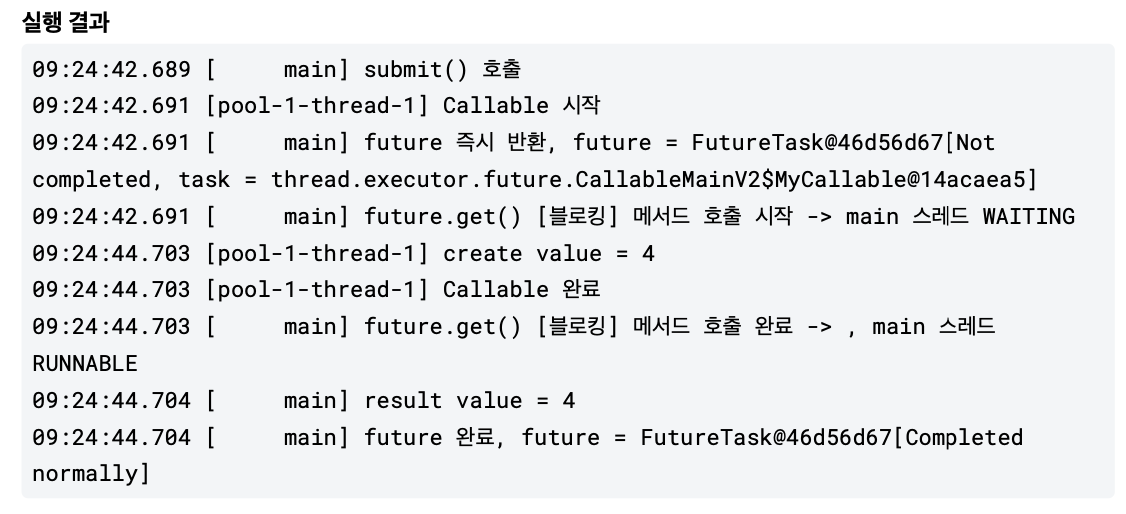 실행 결과
09:24:42.689 [     main] submit() 호출
09:24:42.691 [pool-1-thread-1] Callable 시작
09:24:42.691 [     main] future 즉시 반환, future = FutureTask@46d56d67[Not
completed, task = thread.executor.future.CallableMainV2$MyCallable@14acaea5]
09:24:42.691 [     main] future.get() [블로킹] 메서드 호출 시작 -> main 스레드 WAITING
09:24:44.703 [pool-1-thread-1] create value = 4
09:24:44.703 [pool-1-thread-1] Callable 완료
09:24:44.703 [     main] future.get() [블로킹] 메서드 호출 완료 -> , main 스레드
RUNNABLE
09:24:44.704 [     main] result value = 4
09:24:44.704 [     main] future 완료, future = FutureTask@46d56d67[Completed
normally]